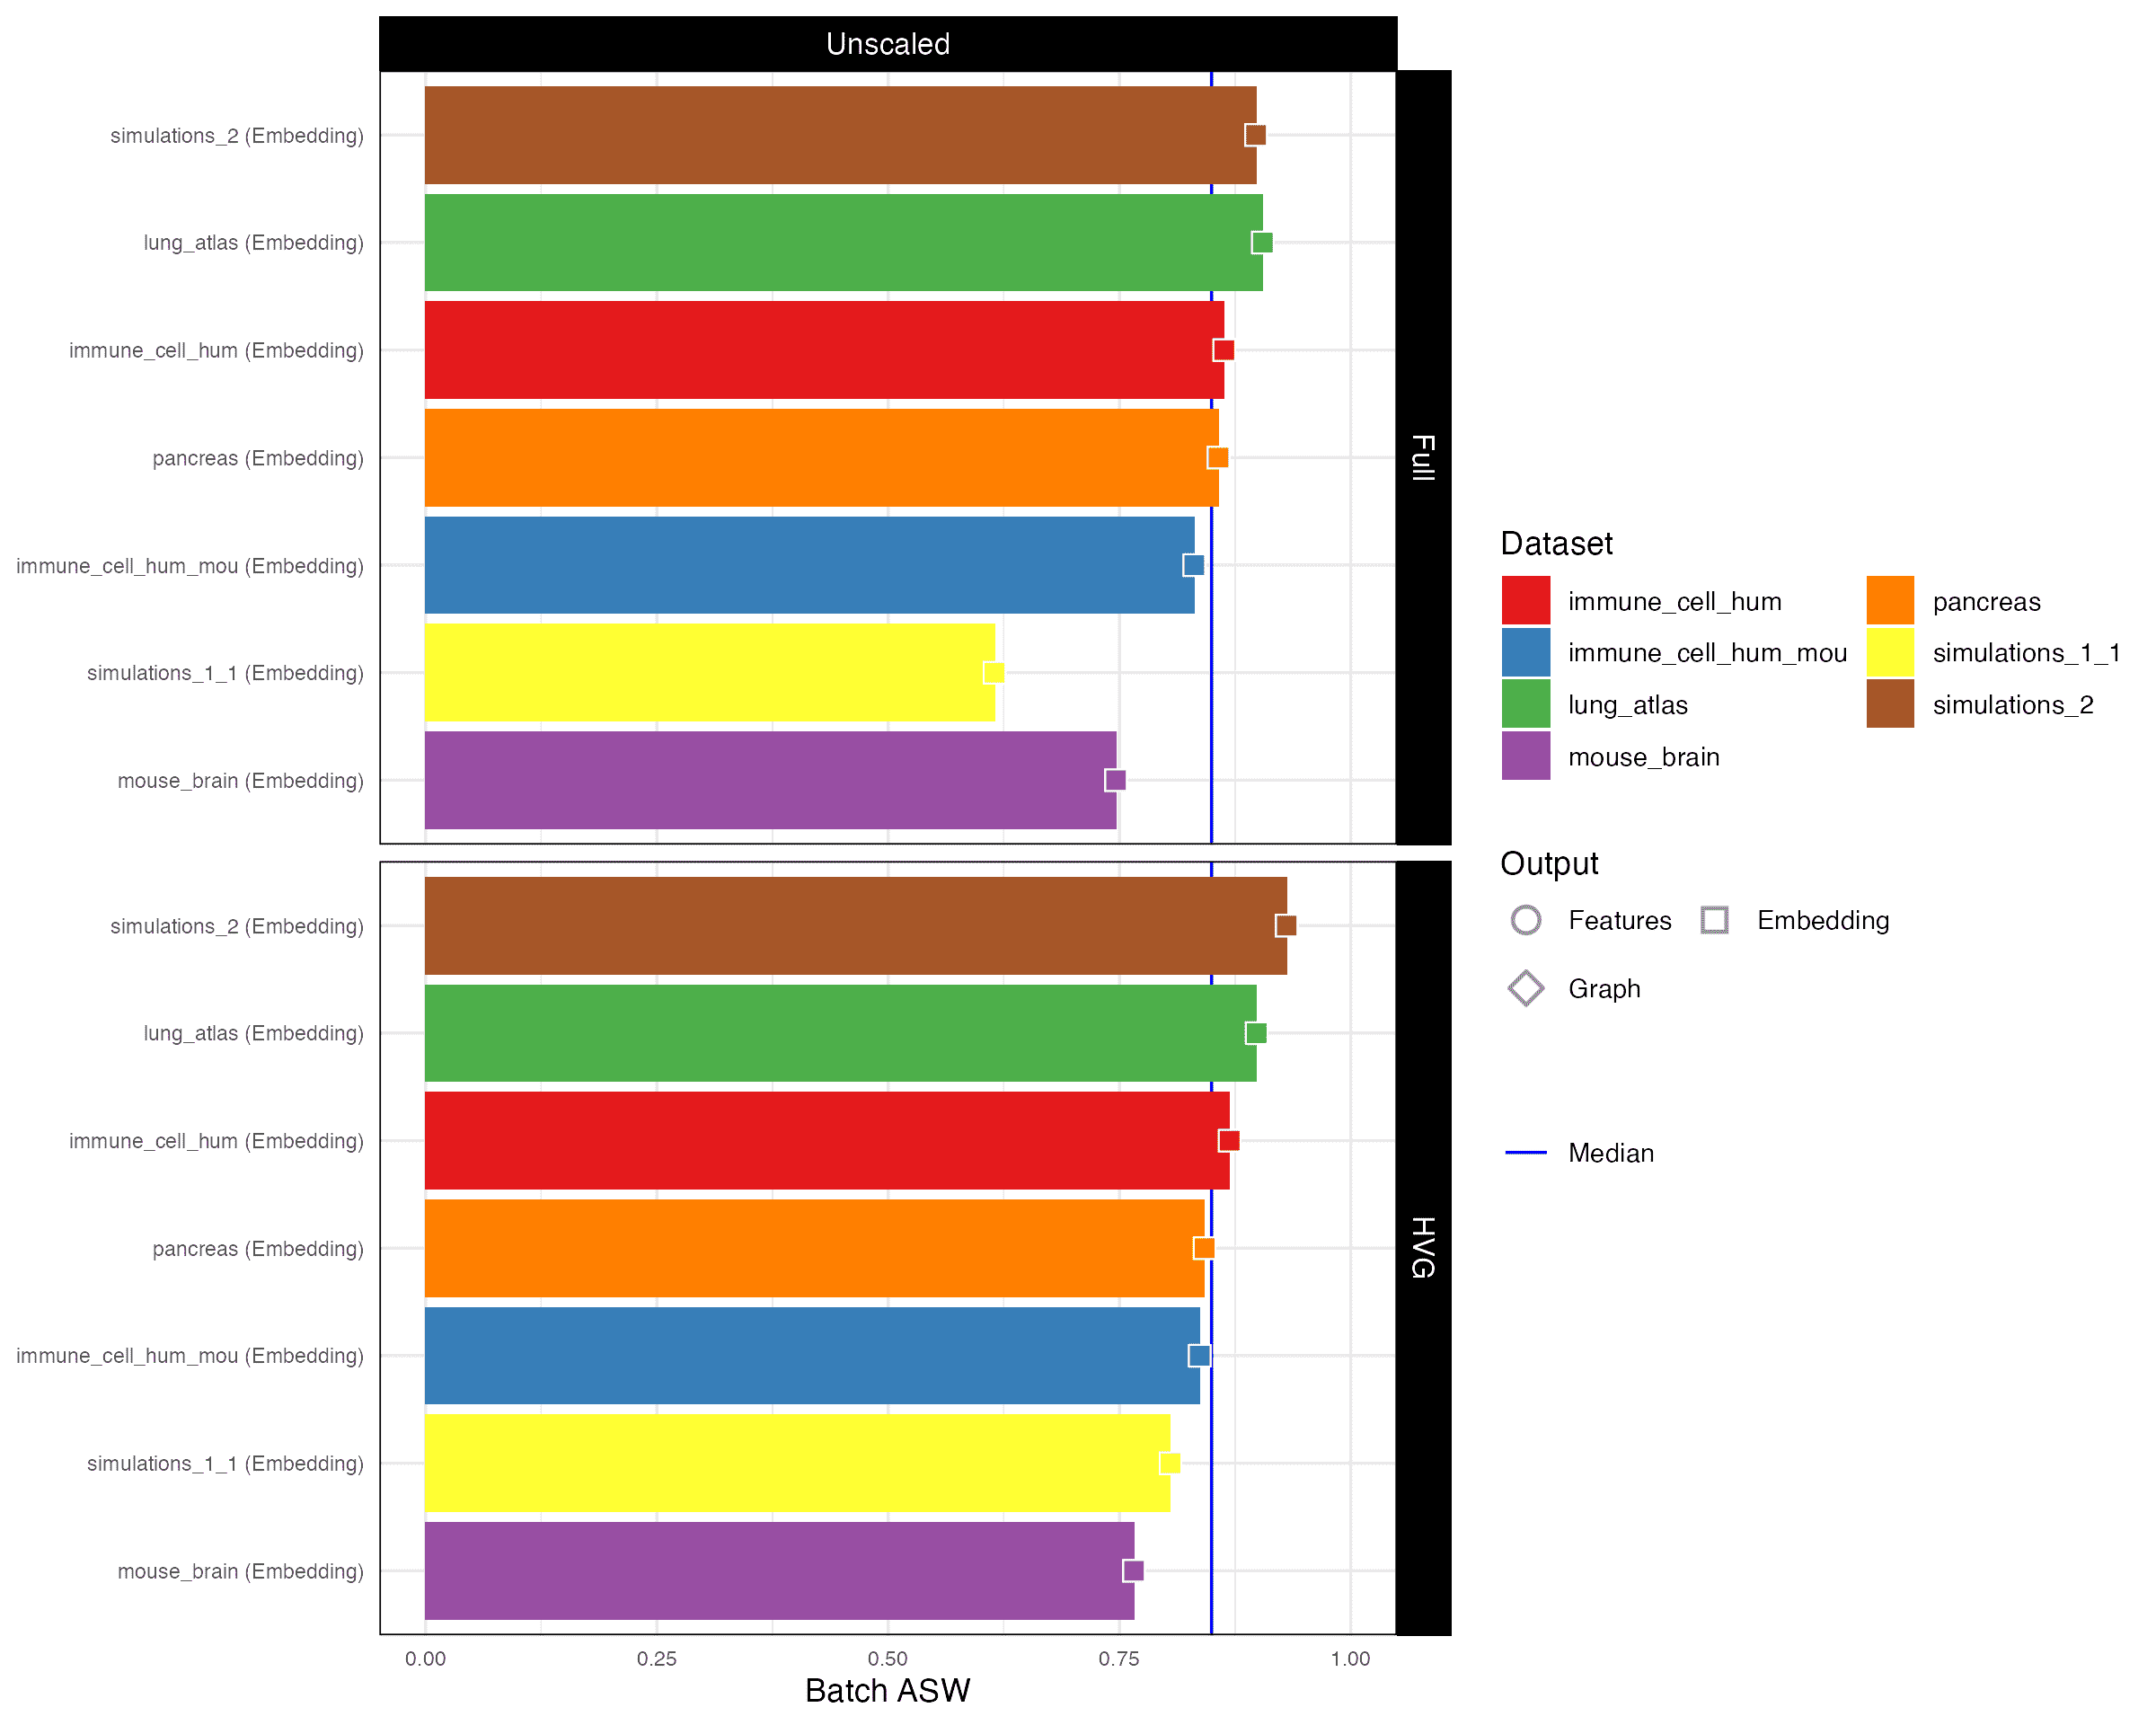 Unscaled
simulations_2 (Embedding)
lung_atlas (Embedding)
immune_cell_hum (Embedding)
pancreas (Embedding)
immune_cell_hum_mou (Embedding)
simulations_1_1 (Embedding)
mouse_brain (Embedding)
Full
simulations_2 (Embedding)
lung_atlas (Embedding)
immune_cell_hum (Embedding)
pancreas (Embedding)
immune_cell_hum_mou (Embedding)
simulations_1_1 (Embedding)
mouse_brain (Embedding)
HVG
0.00 0.25 0.50 0.75 1.00
Batch ASW
Dataset
immune_cell_hum pancreas
immune_cell_hum_mou simulations_1_1
lung_atlas simulations_2
mouse_brain
Output
Features Embedding
Graph
Median